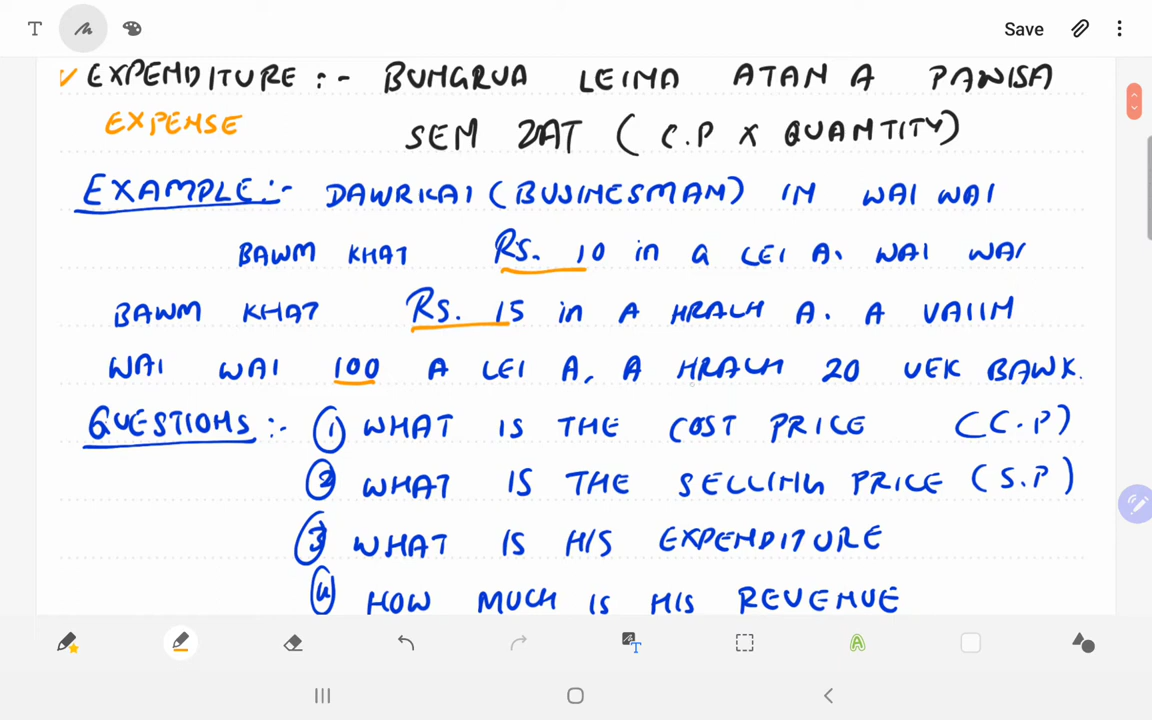 T Save
EXPENDITURE :- BUNGRUA LEINA ATAN A PAWISA
EXPENSE SEM ZAT ( C.P X QUANTITY)
EXAMPLE :- DAWRKAI (BUSINESMAN) IN WAI WAI
BAWM KHAT Rs. 10 in a LEI A. WAI WAI
BAWM KHAT Rs. 15 in A HRALH A. A VAIIN
WAI WAI 100 A LEI A, A HRALH 20 VEK BAWK.
QUESTIONS :- 1 WHAT IS THE COST PRICE (C.P)
2 WHAT IS THE SELLING PRICE (S.P)
3 WHAT IS HIS EXPENDITURE
4 HOW MUCH IS HIS REVENUE